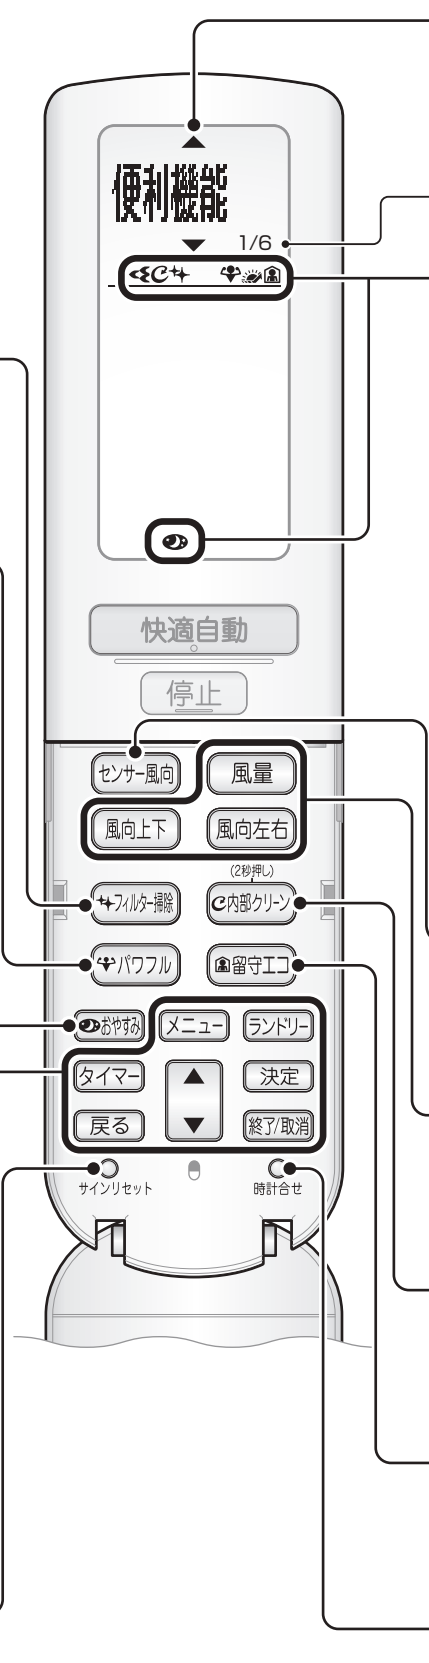 便利機能
1/6
快適自動
停止
センサー風向 風量
風向上下 風向左右
(2秒押し)
フィルター掃除 内部クリーン
パワフル 留守エコ
おやすみ メニュー ランドリー
タイマー 決定
戻る 終了/取消
サインリセット 時計合せ